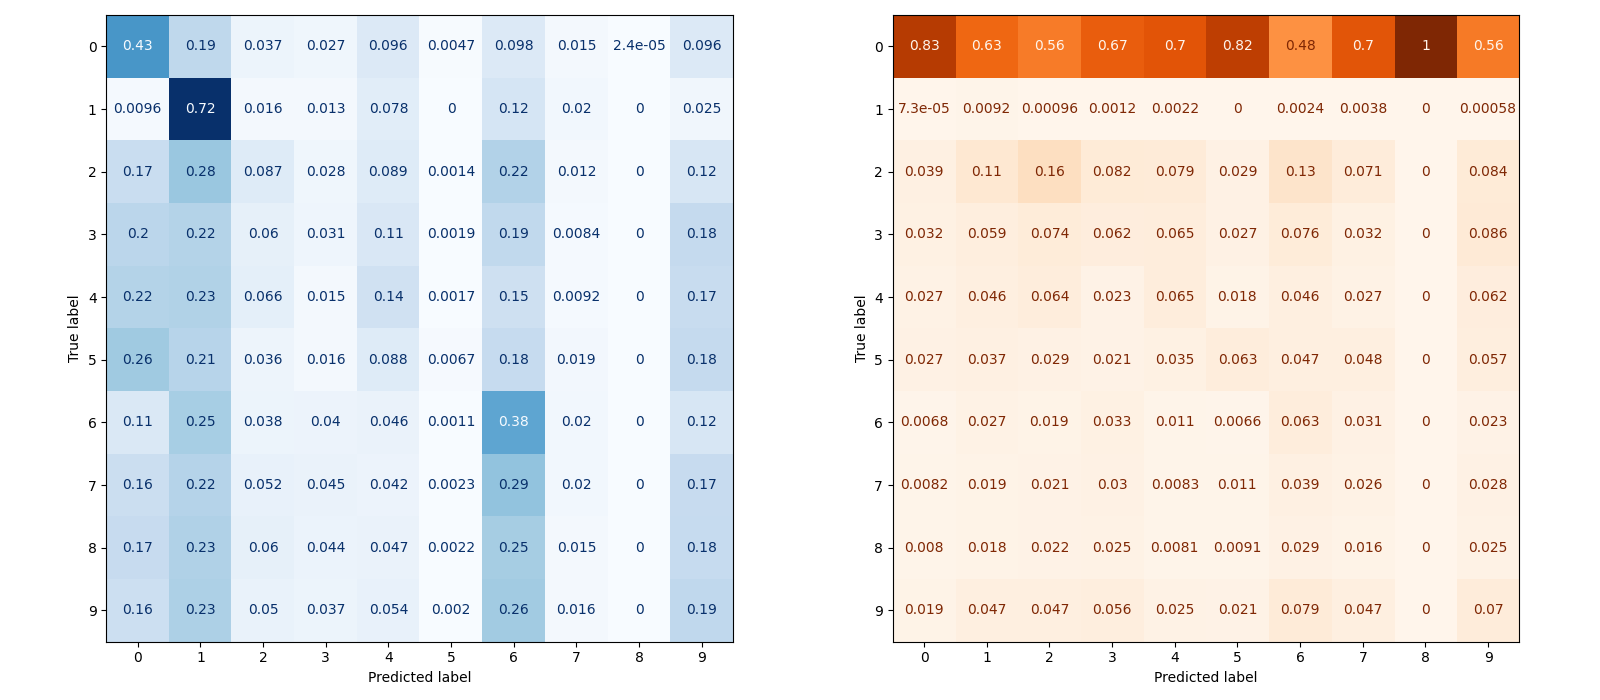 0 0.43 0.19 0.037 0.027 0.096 0.0047 0.098 0.015 2.4e-05 0.096
1 0.0096 0.72 0.016 0.013 0.078 0 0.12 0.02 0 0.025
2 0.17 0.28 0.087 0.028 0.089 0.0014 0.22 0.012 0 0.12
3 0.2 0.22 0.06 0.031 0.11 0.0019 0.19 0.0084 0 0.18
4 0.22 0.23 0.066 0.015 0.14 0.0017 0.15 0.0092 0 0.17
5 0.26 0.21 0.036 0.016 0.088 0.0067 0.18 0.019 0 0.18
6 0.11 0.25 0.038 0.04 0.046 0.0011 0.38 0.02 0 0.12
7 0.16 0.22 0.052 0.045 0.042 0.0023 0.29 0.02 0 0.17
8 0.17 0.23 0.06 0.044 0.047 0.0022 0.25 0.015 0 0.18
9 0.16 0.23 0.05 0.037 0.054 0.002 0.26 0.016 0 0.19
0 1 2 3 4 5 6 7 8 9
Predicted label
True label
0 0.83 0.63 0.56 0.67 0.7 0.82 0.48 0.7 1 0.56
1 7.3e-05 0.0092 0.00096 0.0012 0.0022 0 0.0024 0.0038 0 0.00058
2 0.039 0.11 0.16 0.082 0.079 0.029 0.13 0.071 0 0.084
3 0.032 0.059 0.074 0.062 0.065 0.027 0.076 0.032 0 0.086
4 0.027 0.046 0.064 0.023 0.065 0.018 0.046 0.027 0 0.062
5 0.027 0.037 0.029 0.021 0.035 0.063 0.047 0.048 0 0.057
6 0.0068 0.027 0.019 0.033 0.011 0.0066 0.063 0.031 0 0.023
7 0.0082 0.019 0.021 0.03 0.0083 0.011 0.039 0.026 0 0.028
8 0.008 0.018 0.022 0.025 0.0081 0.0091 0.029 0.016 0 0.025
9 0.019 0.047 0.047 0.056 0.025 0.021 0.079 0.047 0 0.07
0 1 2 3 4 5 6 7 8 9
Predicted label
True label